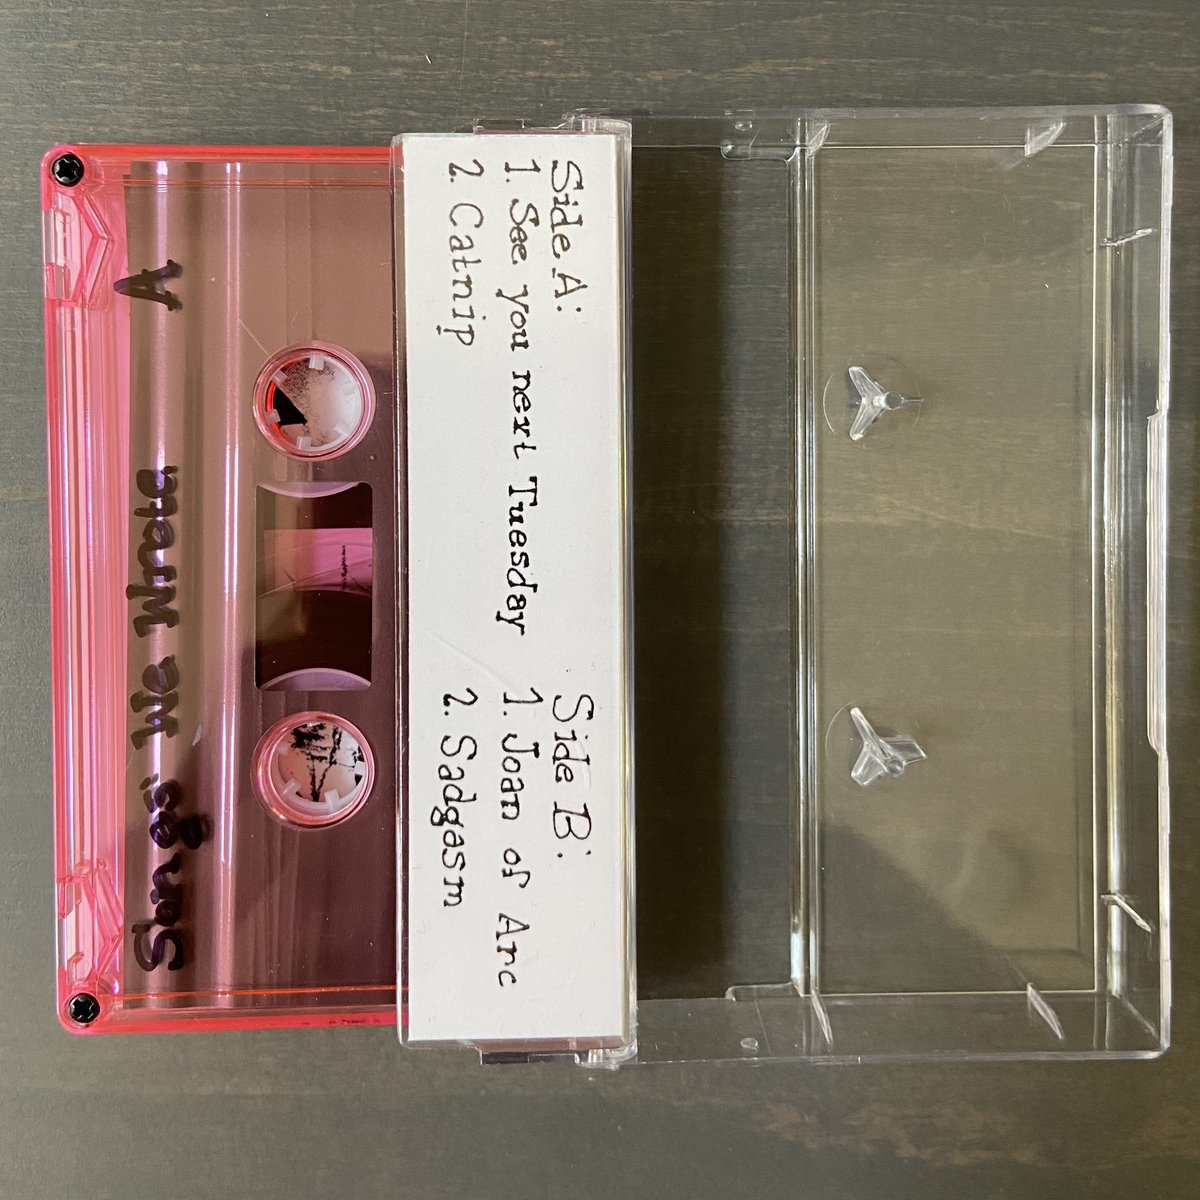 Side A:
1. See you next Tuesday
2. Catnip
Side B:
1. Joan of Arc
2. Sadgasm
A
Songs We Wrote